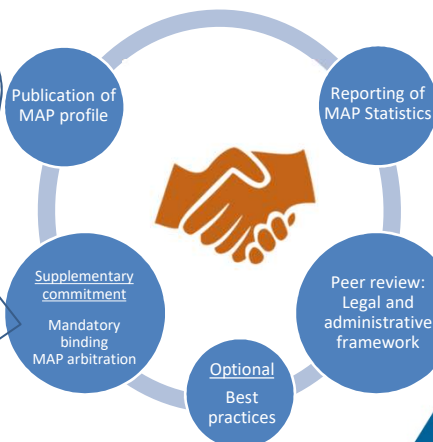 Publication of
MAP profile
Reporting of
MAP Statistics
Supplementary
commitment
Mandatory
binding
MAP arbitration
Peer review:
Legal and
administrative
framework
Optional
Best
practices